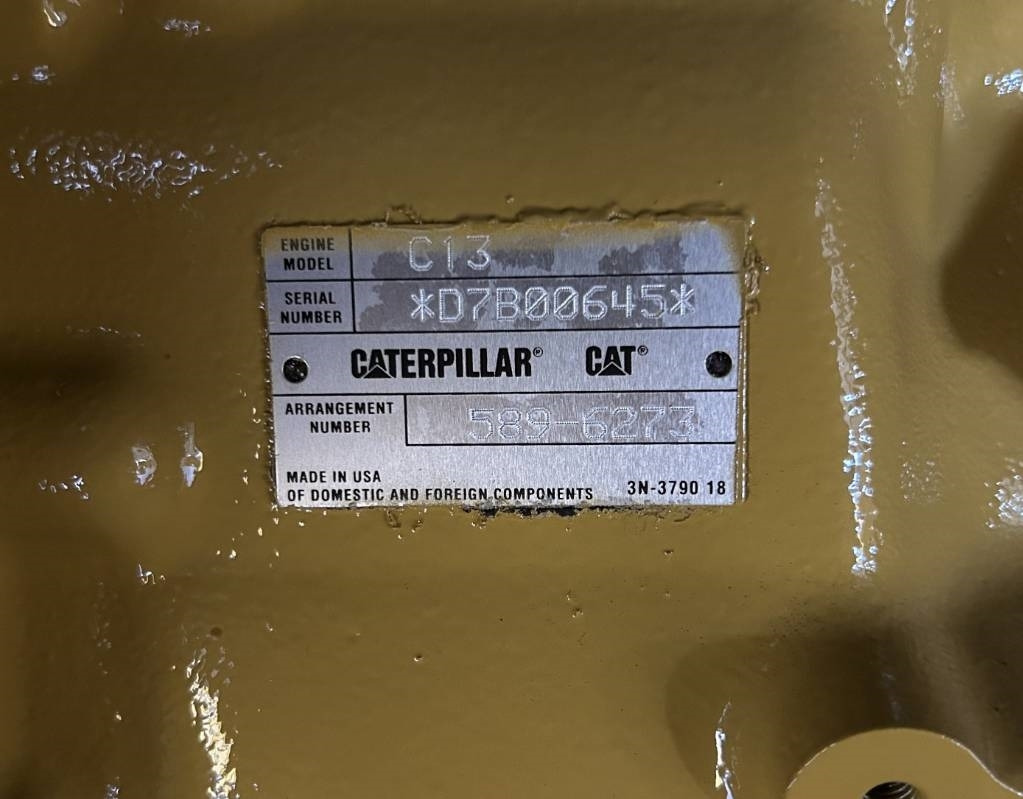 ENGINE MODEL C13
SERIAL NUMBER *D7B00645*
CATERPILLAR® CAT®
ARRANGEMENT NUMBER 589-6273
MADE IN USA
OF DOMESTIC AND FOREIGN COMPONENTS 3N-3790 18